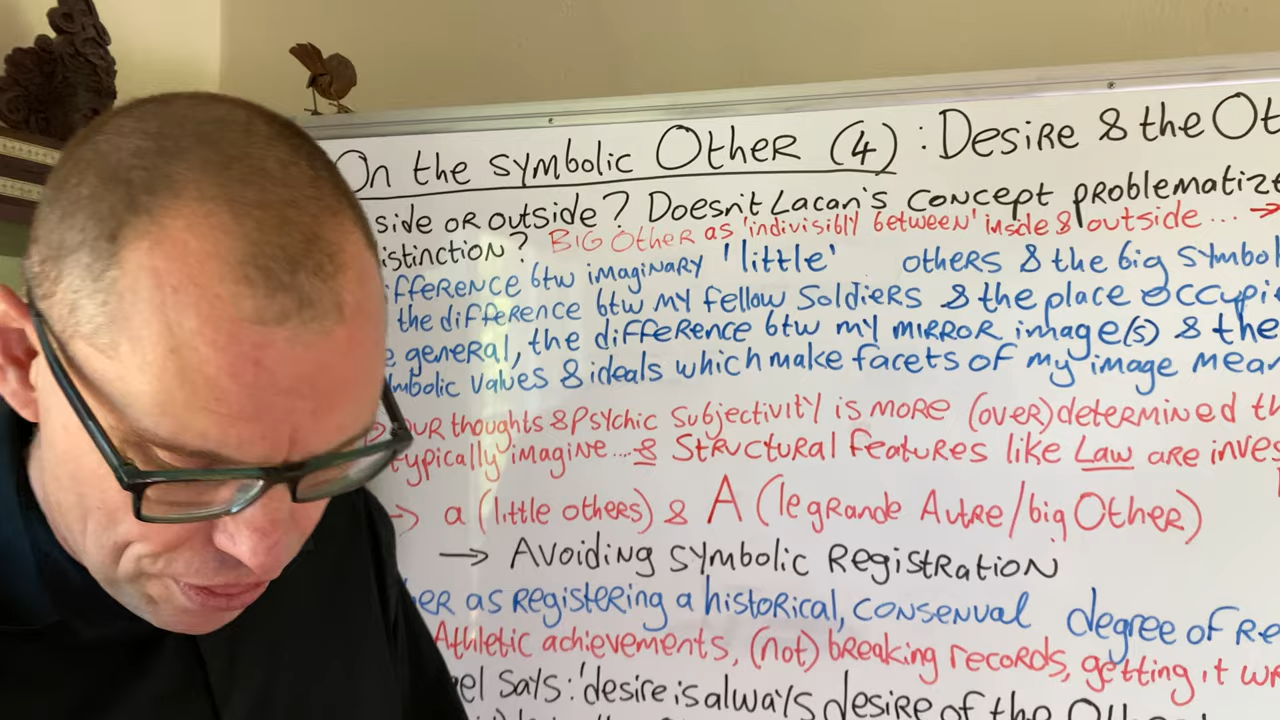 On the symbolic Other (4) : Desire & the Ot
side or outside? Doesn't Lacan's concept problematize
istinction? BIG Other as 'indivisibly between' inside & outside ... →
fference btw imaginary 'little' others & the big symbol
the difference btw my fellow soldiers & the place occupi
e general, the difference btw my mirror image(s) & the
mbolic values & ideals which make facets of my image mean
our thoughts & psychic subjectivity is more (over)determined th
typically imagine ... & structural features like Law are inves
→ a (little others) & A (le grande Autre/big Other)
→ Avoiding symbolic registration
er as registering a historical, consenual degree of re
Athletic achievements, (not) breaking records, getting it wr
el says: 'desire is always desire of the